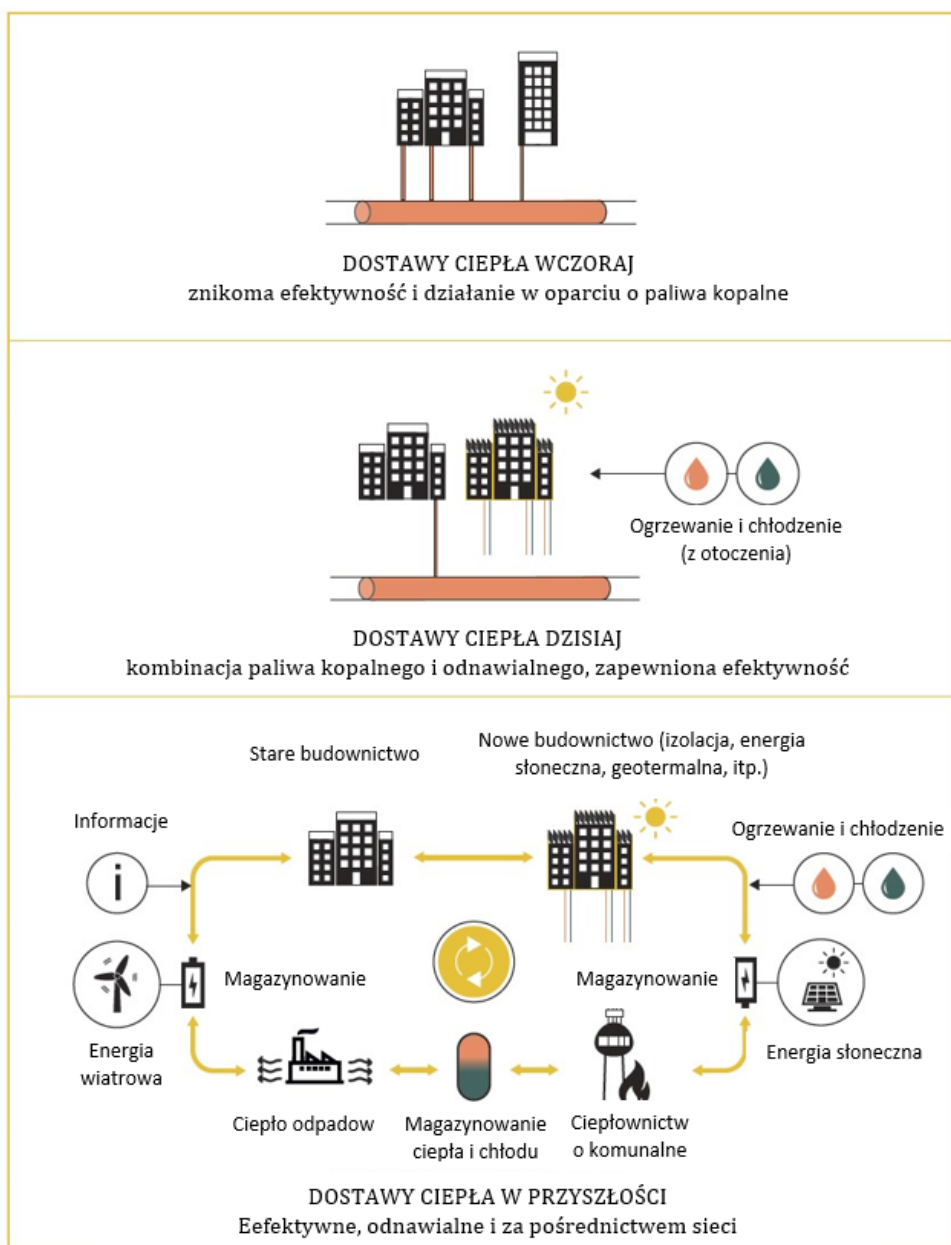 DOSTAWY CIEPŁA WCZORAJ
znikoma efektywność i działanie w oparciu o paliwa kopalne
Ogrzewanie i chłodzenie
(z otoczenia)
DOSTAWY CIEPŁA DZISIAJ
kombinacja paliwa kopalnego i odnawialnego, zapewniona efektywność
Stare budownictwo
Nowe budownictwo (izolacja, energia
słoneczna, geotermalna, itp.)
Informacje
i
Ogrzewanie i chłodzenie
Magazynowanie
Magazynowanie
Energia
wiatrowa
Energia słoneczna
Ciepło odpadow
Magazynowanie
ciepła i chłodu
Ciepłownictw
o komunalne
DOSTAWY CIEPŁA W PRZYSZŁOŚCI
Eefektywne, odnawialne i za pośrednictwem sieci